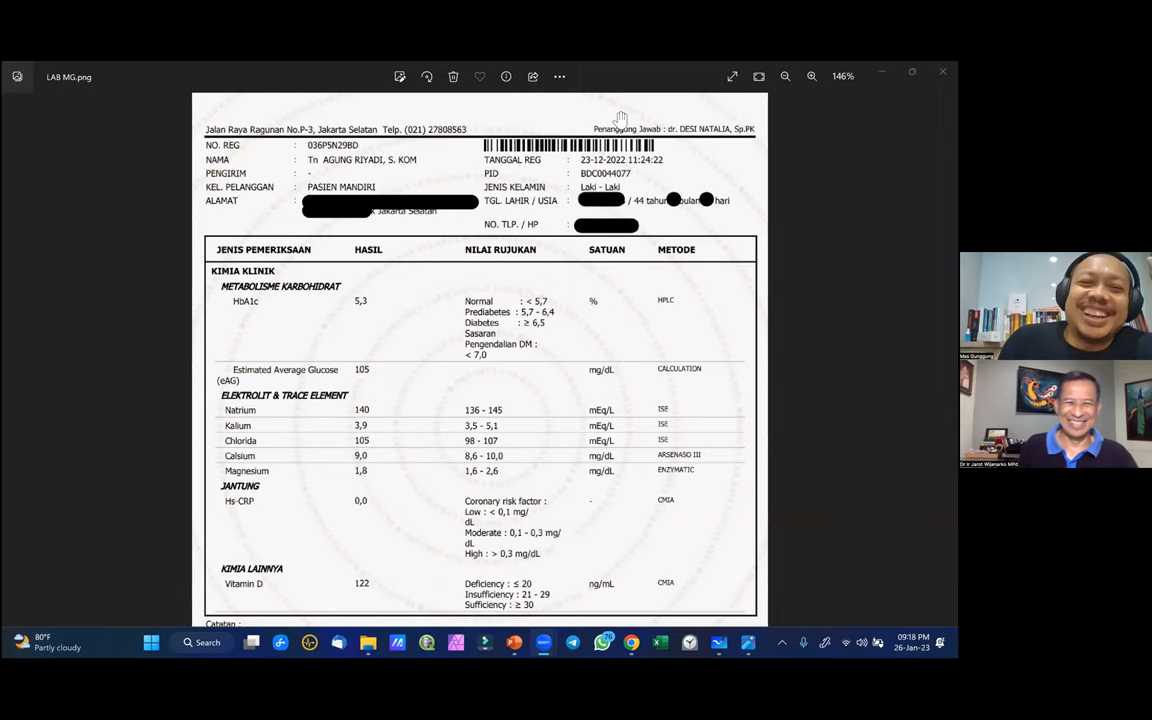 LAB MG.png
146%
Jalan Raya Ragunan No.P-3, Jakarta Selatan Telp. (021) 27808563
Penanggung Jawab : dr. DESI NATALIA, Sp.PK
NO. REG : 036P5N29BD
NAMA : Tn AGUNG RIYADI, S. KOM TANGGAL REG : 23-12-2022 11:24:22
PENGIRIM : - PID : BDC0044077
KEL. PELANGGAN : PASIEN MANDIRI JENIS KELAMIN : Laki - Laki
ALAMAT : TGL. LAHIR / USIA : / 44 tahun bulan hari
Jakarta Selatan
NO. TLP. / HP :
JENIS PEMERIKSAAN HASIL NILAI RUJUKAN SATUAN METODE
KIMIA KLINIK
METABOLISME KARBOHIDRAT
HbA1c 5,3 Normal : < 5,7 % HPLC
Prediabetes : 5,7 - 6,4
Diabetes : ≥ 6,5
Sasaran
Pengendalian DM :
< 7,0
Estimated Average Glucose 105 mg/dL CALCULATION
(eAG)
ELEKTROLIT & TRACE ELEMENT
Natrium 140 136 - 145 mEq/L ISE
Kalium 3,9 3,5 - 5,1 mEq/L ISE
Chlorida 105 98 - 107 mEq/L ISE
Calsium 9,0 8,6 - 10,0 mg/dL ARSENASO III
Magnesium 1,8 1,6 - 2,6 mg/dL ENZYMATIC
JANTUNG
Hs-CRP 0,0 Coronary risk factor : - CMIA
Low : < 0,1 mg/
dL
Moderate : 0,1 - 0,3 mg/
dL
High : > 0,3 mg/dL
KIMIA LAINNYA
Vitamin D 122 Deficiency : ≤ 20 ng/mL CMIA
Insufficiency : 21 - 29
Sufficiency : ≥ 30
Catatan :
Mas Gunggung
Dr Ir Jarot Wijanarko MPd
80°F
Partly cloudy
Search
76
09:18 PM
26-Jan-23